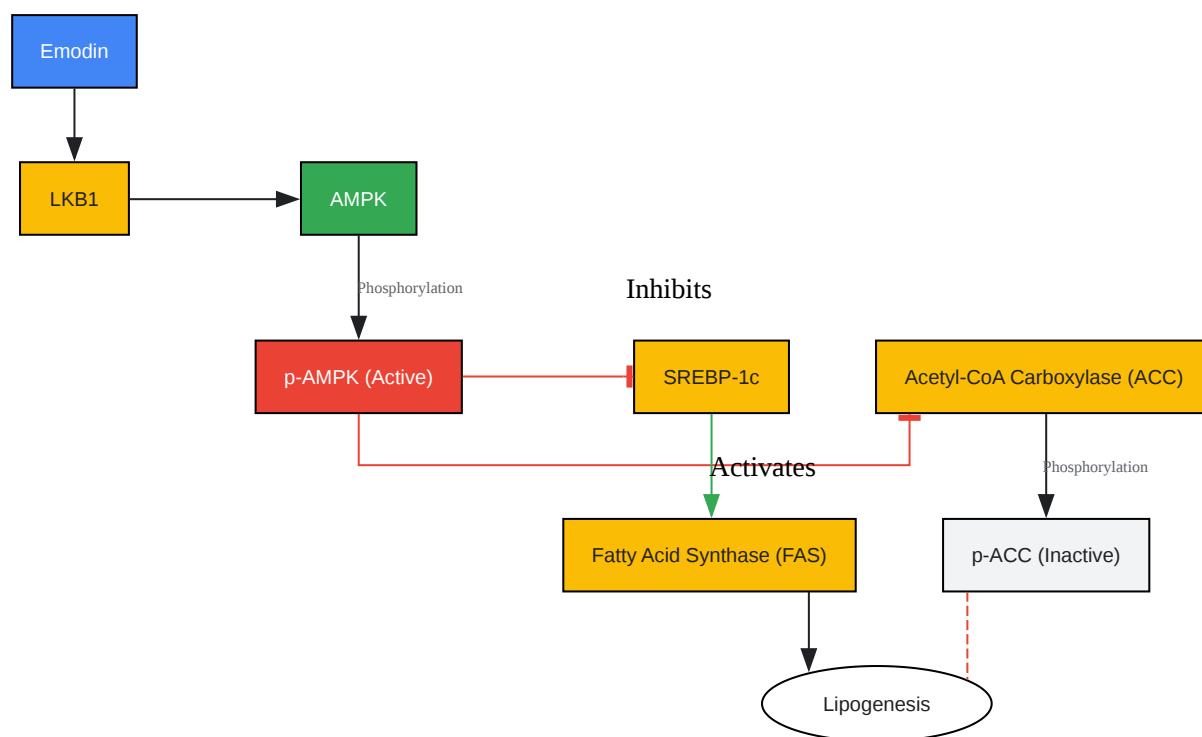 Emodin
LKB1
AMPK
Phosphorylation
Inhibits
p-AMPK (Active)
SREBP-1c
Acetyl-CoA Carboxylase (ACC)
Activates
Phosphorylation
Fatty Acid Synthase (FAS)
p-ACC (Inactive)
Lipogenesis